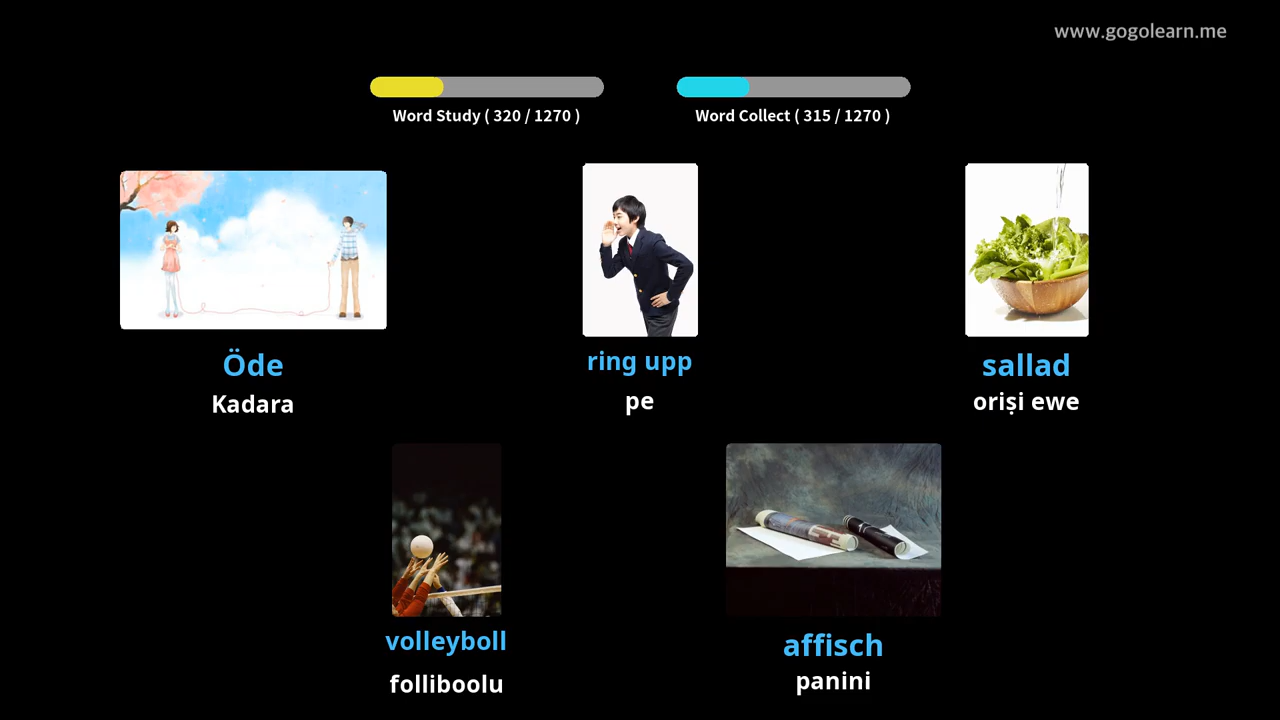 www.gogolearn.me
Word Study ( 320 / 1270 )
Word Collect ( 315 / 1270 )
Öde
Kadara
ring upp
pe
sallad
oriṣi ewe
volleyboll
folliboolu
affisch
panini